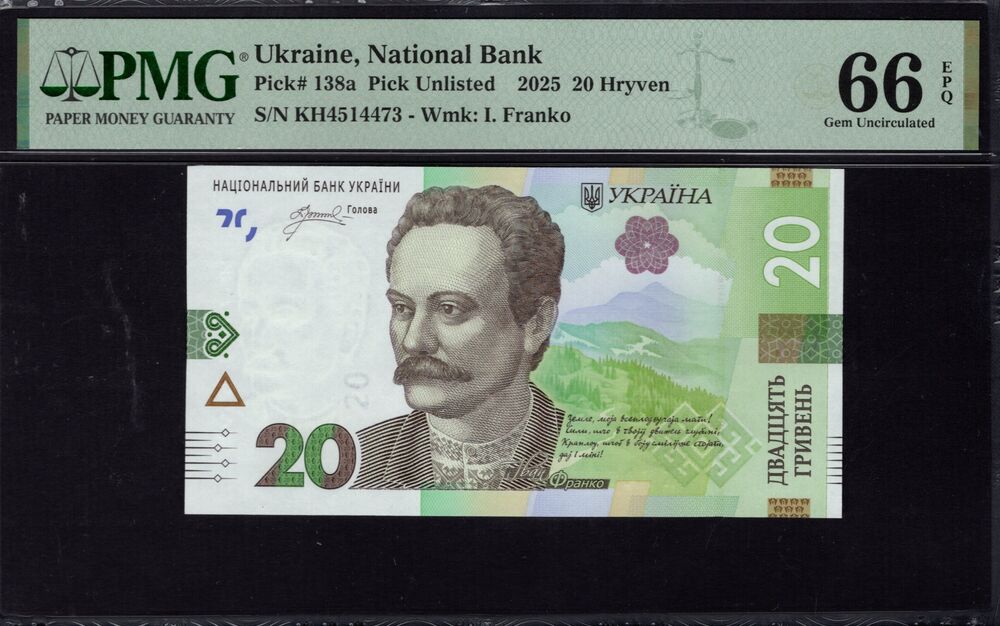 PMG®
PAPER MONEY GUARANTY
Ukraine, National Bank
Pick# 138a Pick Unlisted 2025 20 Hryven
S/N KH4514473 - Wmk: I. Franko
66 EPQ
Gem Uncirculated
НАЦІОНАЛЬНИЙ БАНК УКРАЇНИ
Голова
УКРАЇНА
20
20
ДВАДЦЯТЬ
ГРИВЕНЬ
Земле, моя всеплодющая мати!
Сили, що в твоїй движесь глубині,
Краплю, щоб в бою сильніше стояти,
дай і мені!
Іван Франко